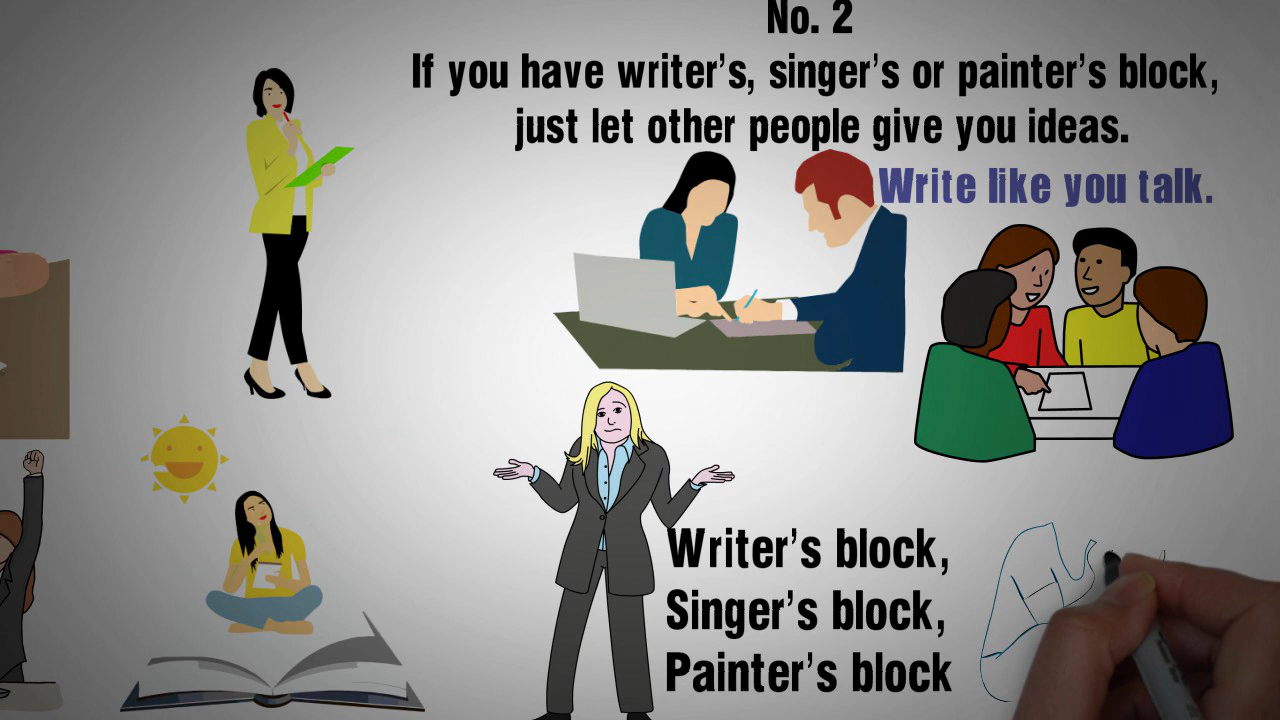 No. 2
If you have writer's, singer's or painter's block,
just let other people give you ideas.
Write like you talk.
Writer's block,
Singer's block,
Painter's block